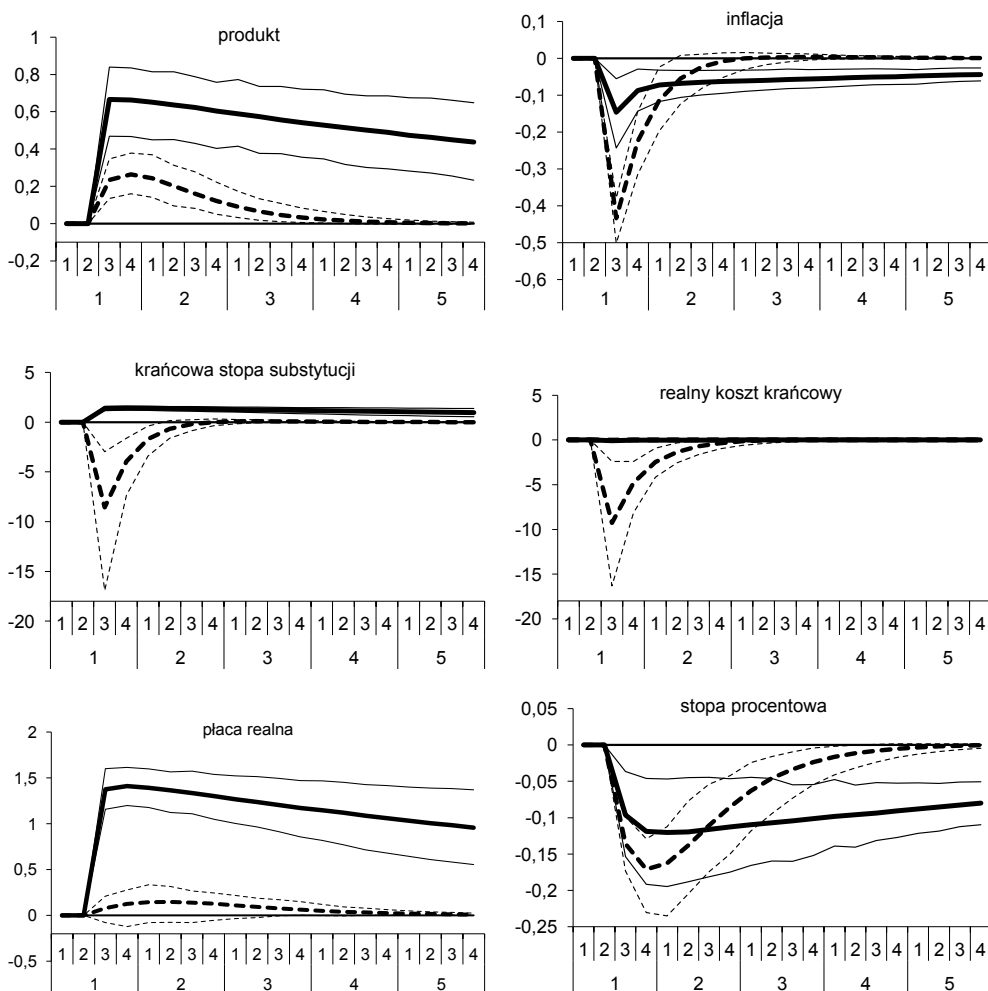 produkt
1
0,8
0,6
0,4
0,2
0
-0,2
1 2 3 4 1 2 3 4 1 2 3 4 1 2 3 4 1 2 3 4
1 2 3 4 5
inflacja
0,1
0
-0,1
-0,2
-0,3
-0,4
-0,5
-0,6
1 2 3 4 1 2 3 4 1 2 3 4 1 2 3 4 1 2 3 4
1 2 3 4 5
krańcowa stopa substytucji
5
0
-5
-10
-15
-20
1 2 3 4 1 2 3 4 1 2 3 4 1 2 3 4 1 2 3 4
1 2 3 4 5
realny koszt krańcowy
5
0
-5
-10
-15
-20
1 2 3 4 1 2 3 4 1 2 3 4 1 2 3 4 1 2 3 4
1 2 3 4 5
płaca realna
2
1,5
1
0,5
0
-0,5
1 2 3 4 1 2 3 4 1 2 3 4 1 2 3 4 1 2 3 4
1 2 3 4 5
stopa procentowa
0,05
0
-0,05
-0,1
-0,15
-0,2
-0,25
1 2 3 4 1 2 3 4 1 2 3 4 1 2 3 4 1 2 3 4
1 2 3 4 5